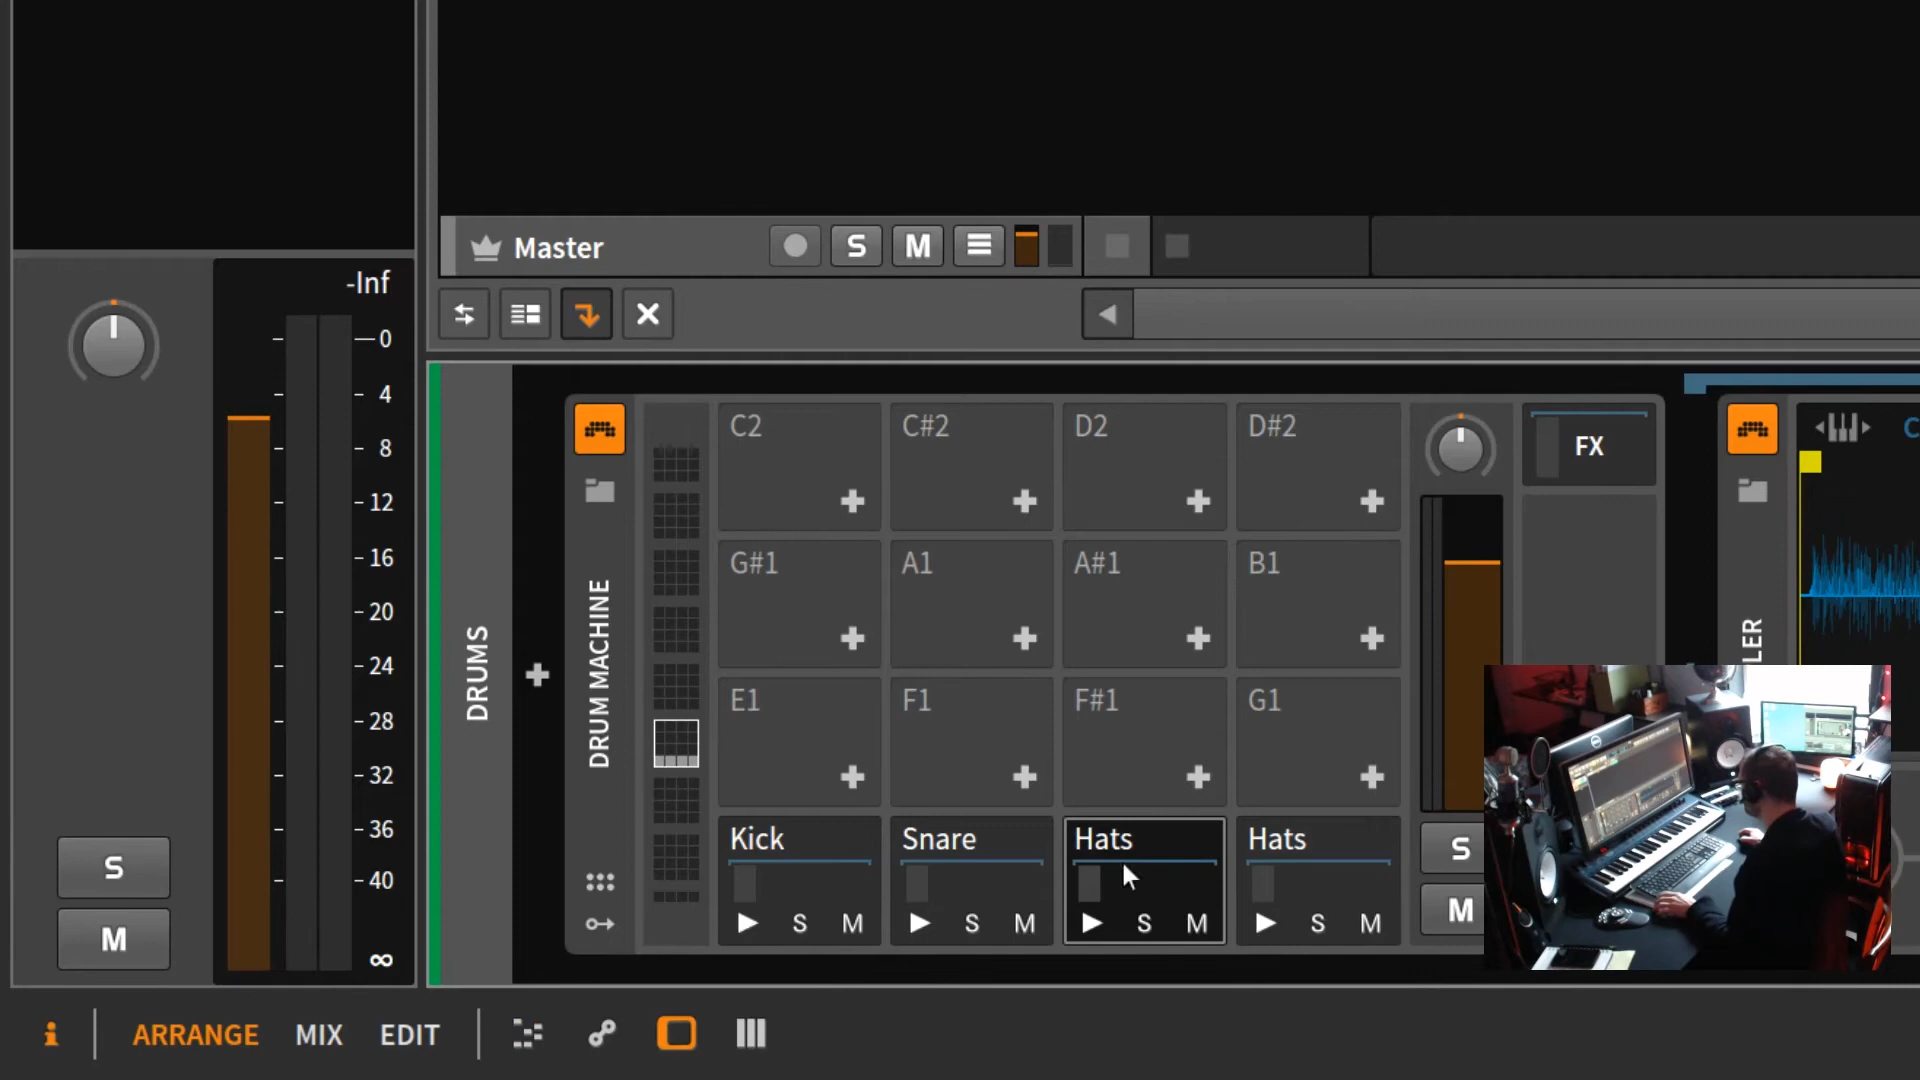 Master S M
-Inf
0
4
8
12
16
20
24
28
32
36
40
∞
S
M
DRUMS
DRUM MACHINE
C2 C#2 D2 D#2
G#1 A1 A#1 B1
E1 F1 F#1 G1
Kick Snare Hats Hats
S M S M S M S M
S
M
FX
C
LER
ARRANGE MIX EDIT